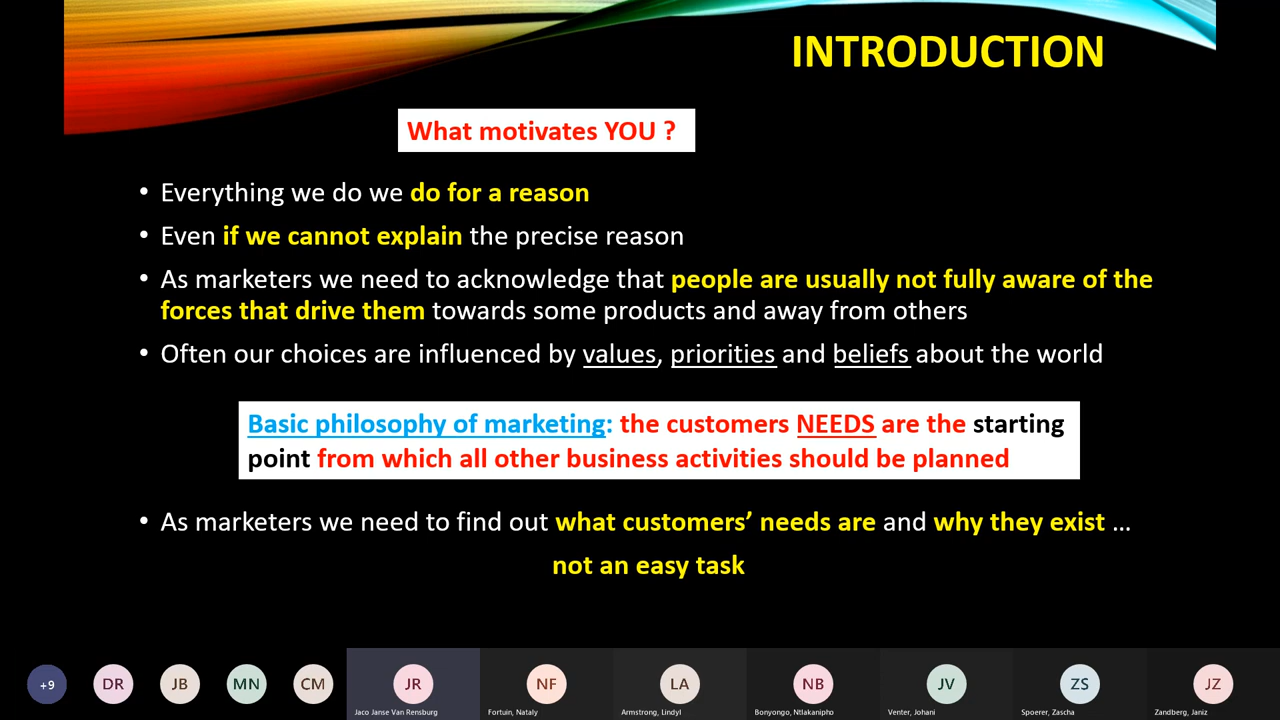 INTRODUCTION
What motivates YOU ?
• Everything we do we do for a reason
• Even if we cannot explain the precise reason
• As marketers we need to acknowledge that people are usually not fully aware of the
forces that drive them towards some products and away from others
• Often our choices are influenced by values, priorities and beliefs about the world
Basic philosophy of marketing: the customers NEEDS are the starting
point from which all other business activities should be planned
• As marketers we need to find out what customers’ needs are and why they exist …
not an easy task
+9 DR JB MN CM JR NF LA NB JV ZS JZ
Jaco Janse Van Rensburg Fortuin, Nataly Armstrong, Lindyl Bonyongo, Ntlakanipho Venter, Johani Spoerer, Zascha Zandberg, Janiz